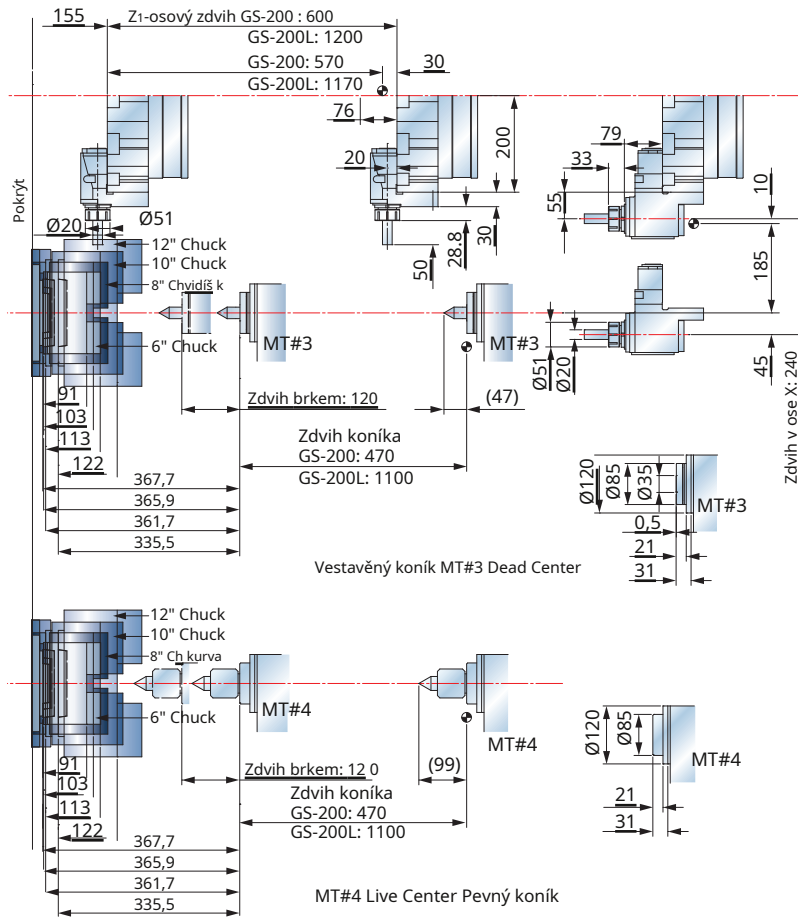 155
Z1-osový zdvih GS-200 : 600
GS-200L: 1200
GS-200: 570
GS-200L: 1170
30
76
200
20
79
33
10
55
Pokrýt
Ø20
Ø51
28.8
30
50
185
12" Chuck
10" Chuck
8" Chvidíš k
6" Chuck
MT#3
MT#3
Ø51
Ø20
45
Zdvih v ose X: 240
91
103
113
122
Zdvih brkem: 120
(47)
Zdvih koníka
GS-200: 470
GS-200L: 1100
367,7
365,9
361,7
335,5
Ø120
Ø85
Ø35
MT#3
0,5
21
31
Vestavěný koník MT#3 Dead Center
12" Chuck
10" Chuck
8" Ch kurva
6" Chuck
MT#4
MT#4
Ø120
Ø85
MT#4
91
103
113
122
Zdvih brkem: 12 0
(99)
Zdvih koníka
GS-200: 470
GS-200L: 1100
21
31
367,7
365,9
361,7
335,5
MT#4 Live Center Pevný koník